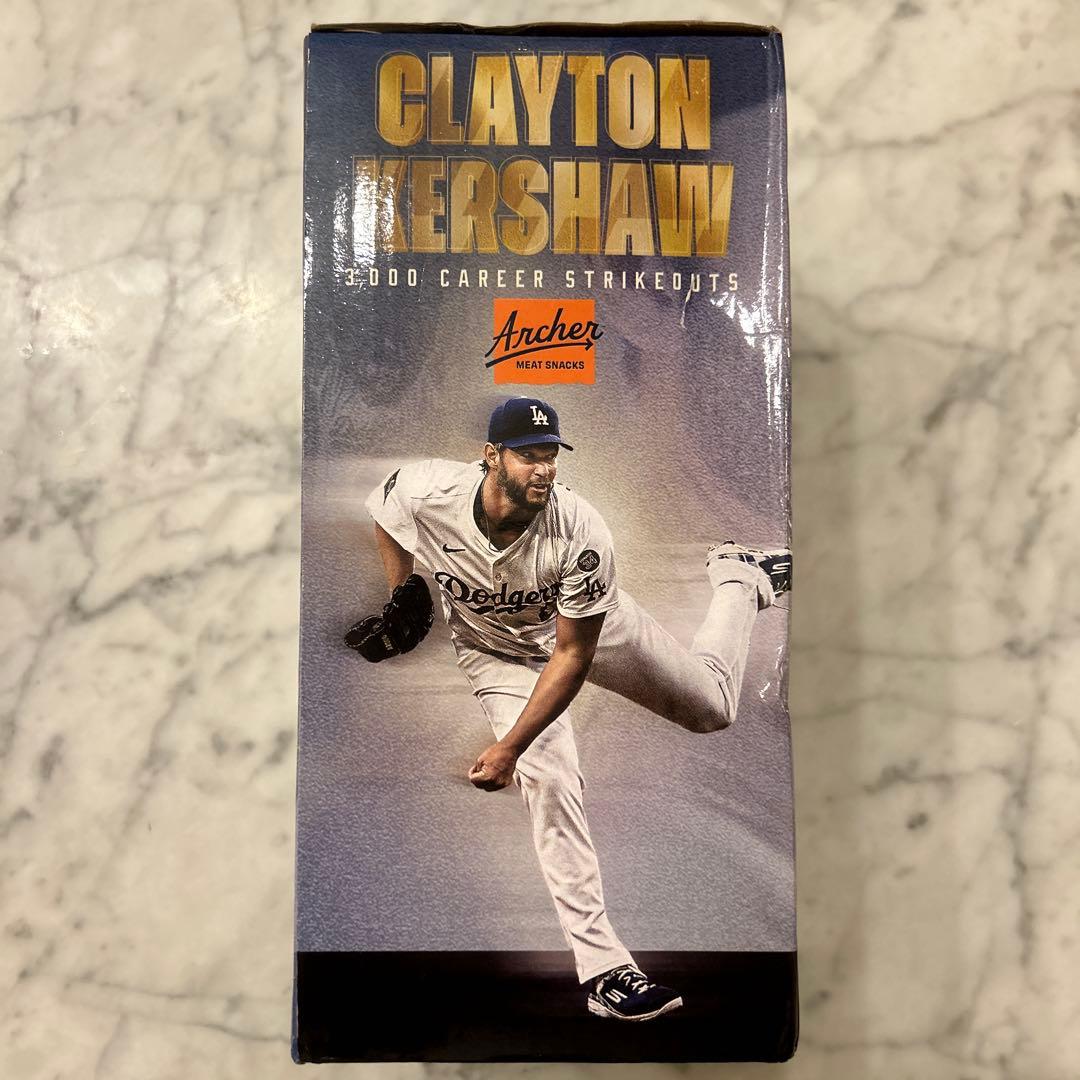 CLAYTON
KERSHAW
3,000 CAREER STRIKEOUTS
Archer
MEAT SNACKS
LA
Dodgers
LA
S
S